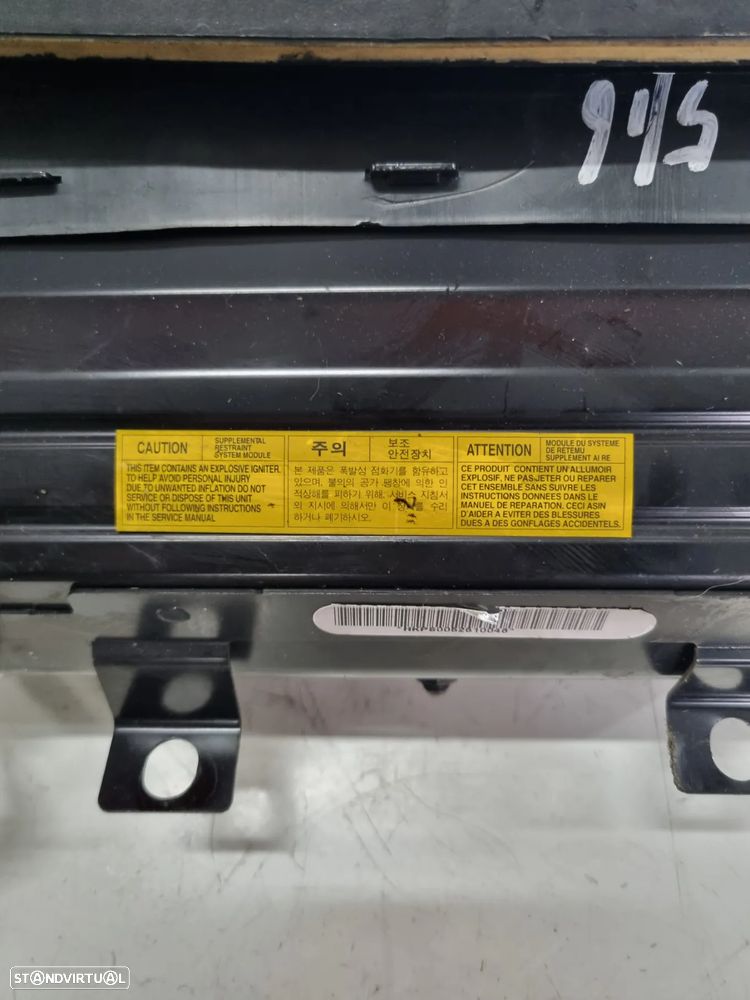 945
CAUTION
SUPPLEMENTAL
RESTRAINT
SYSTEM MODULE
THIS ITEM CONTAINS AN EXPLOSIVE IGNITER.
TO HELP AVOID PERSONAL INJURY
DUE TO UNWANTED INFLATION DO NOT
SERVICE OR DISPOSE OF THIS UNIT
WITHOUT FOLLOWING INSTRUCTIONS
IN THE SERVICE MANUAL
주의
보조
안전장치
본 제품은 폭발성 점화기를 함유하고
있으며, 불의의 공기 팽창에 의한 인
적상해를 피하기 위해, 서비스 지침서
의 지시에 의해서만 이 를 수리
하거나 폐기하시오.
ATTENTION
MODULE DU SYSTEME
DE RETEMU
SUPPLEMENT AI RE
CE PRODUIT CONTIENT UN'ALLUMOIR
EXPLOSIF, NE PAS JETER OU REPARER
CET ENSEMBLE SANS SUIVRE LES
INSTRUCTIONS DONNEES DANS LE
MANUEL DE REPARATION. CECI AFIN
D'AIDER A EVITER DES BLESSURES
DUES A DES GONFLAGES ACCIDENTELS.
STANDVIRTUAL